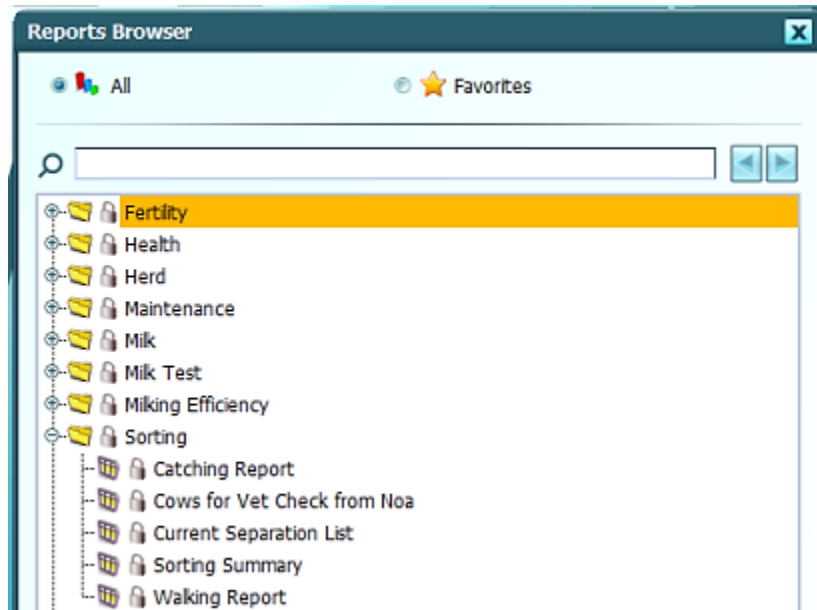 Reports Browser
All
Favorites
Fertility
Health
Herd
Maintenance
Milk
Milk Test
Milking Efficiency
Sorting
Catching Report
Cows for Vet Check from Noa
Current Separation List
Sorting Summary
Walking Report